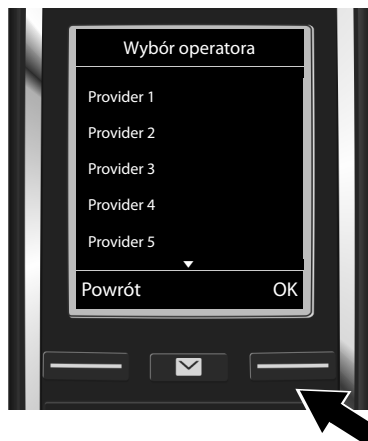 Wybór operatora
Provider 1
Provider 2
Provider 3
Provider 4
Provider 5
Powrót OK